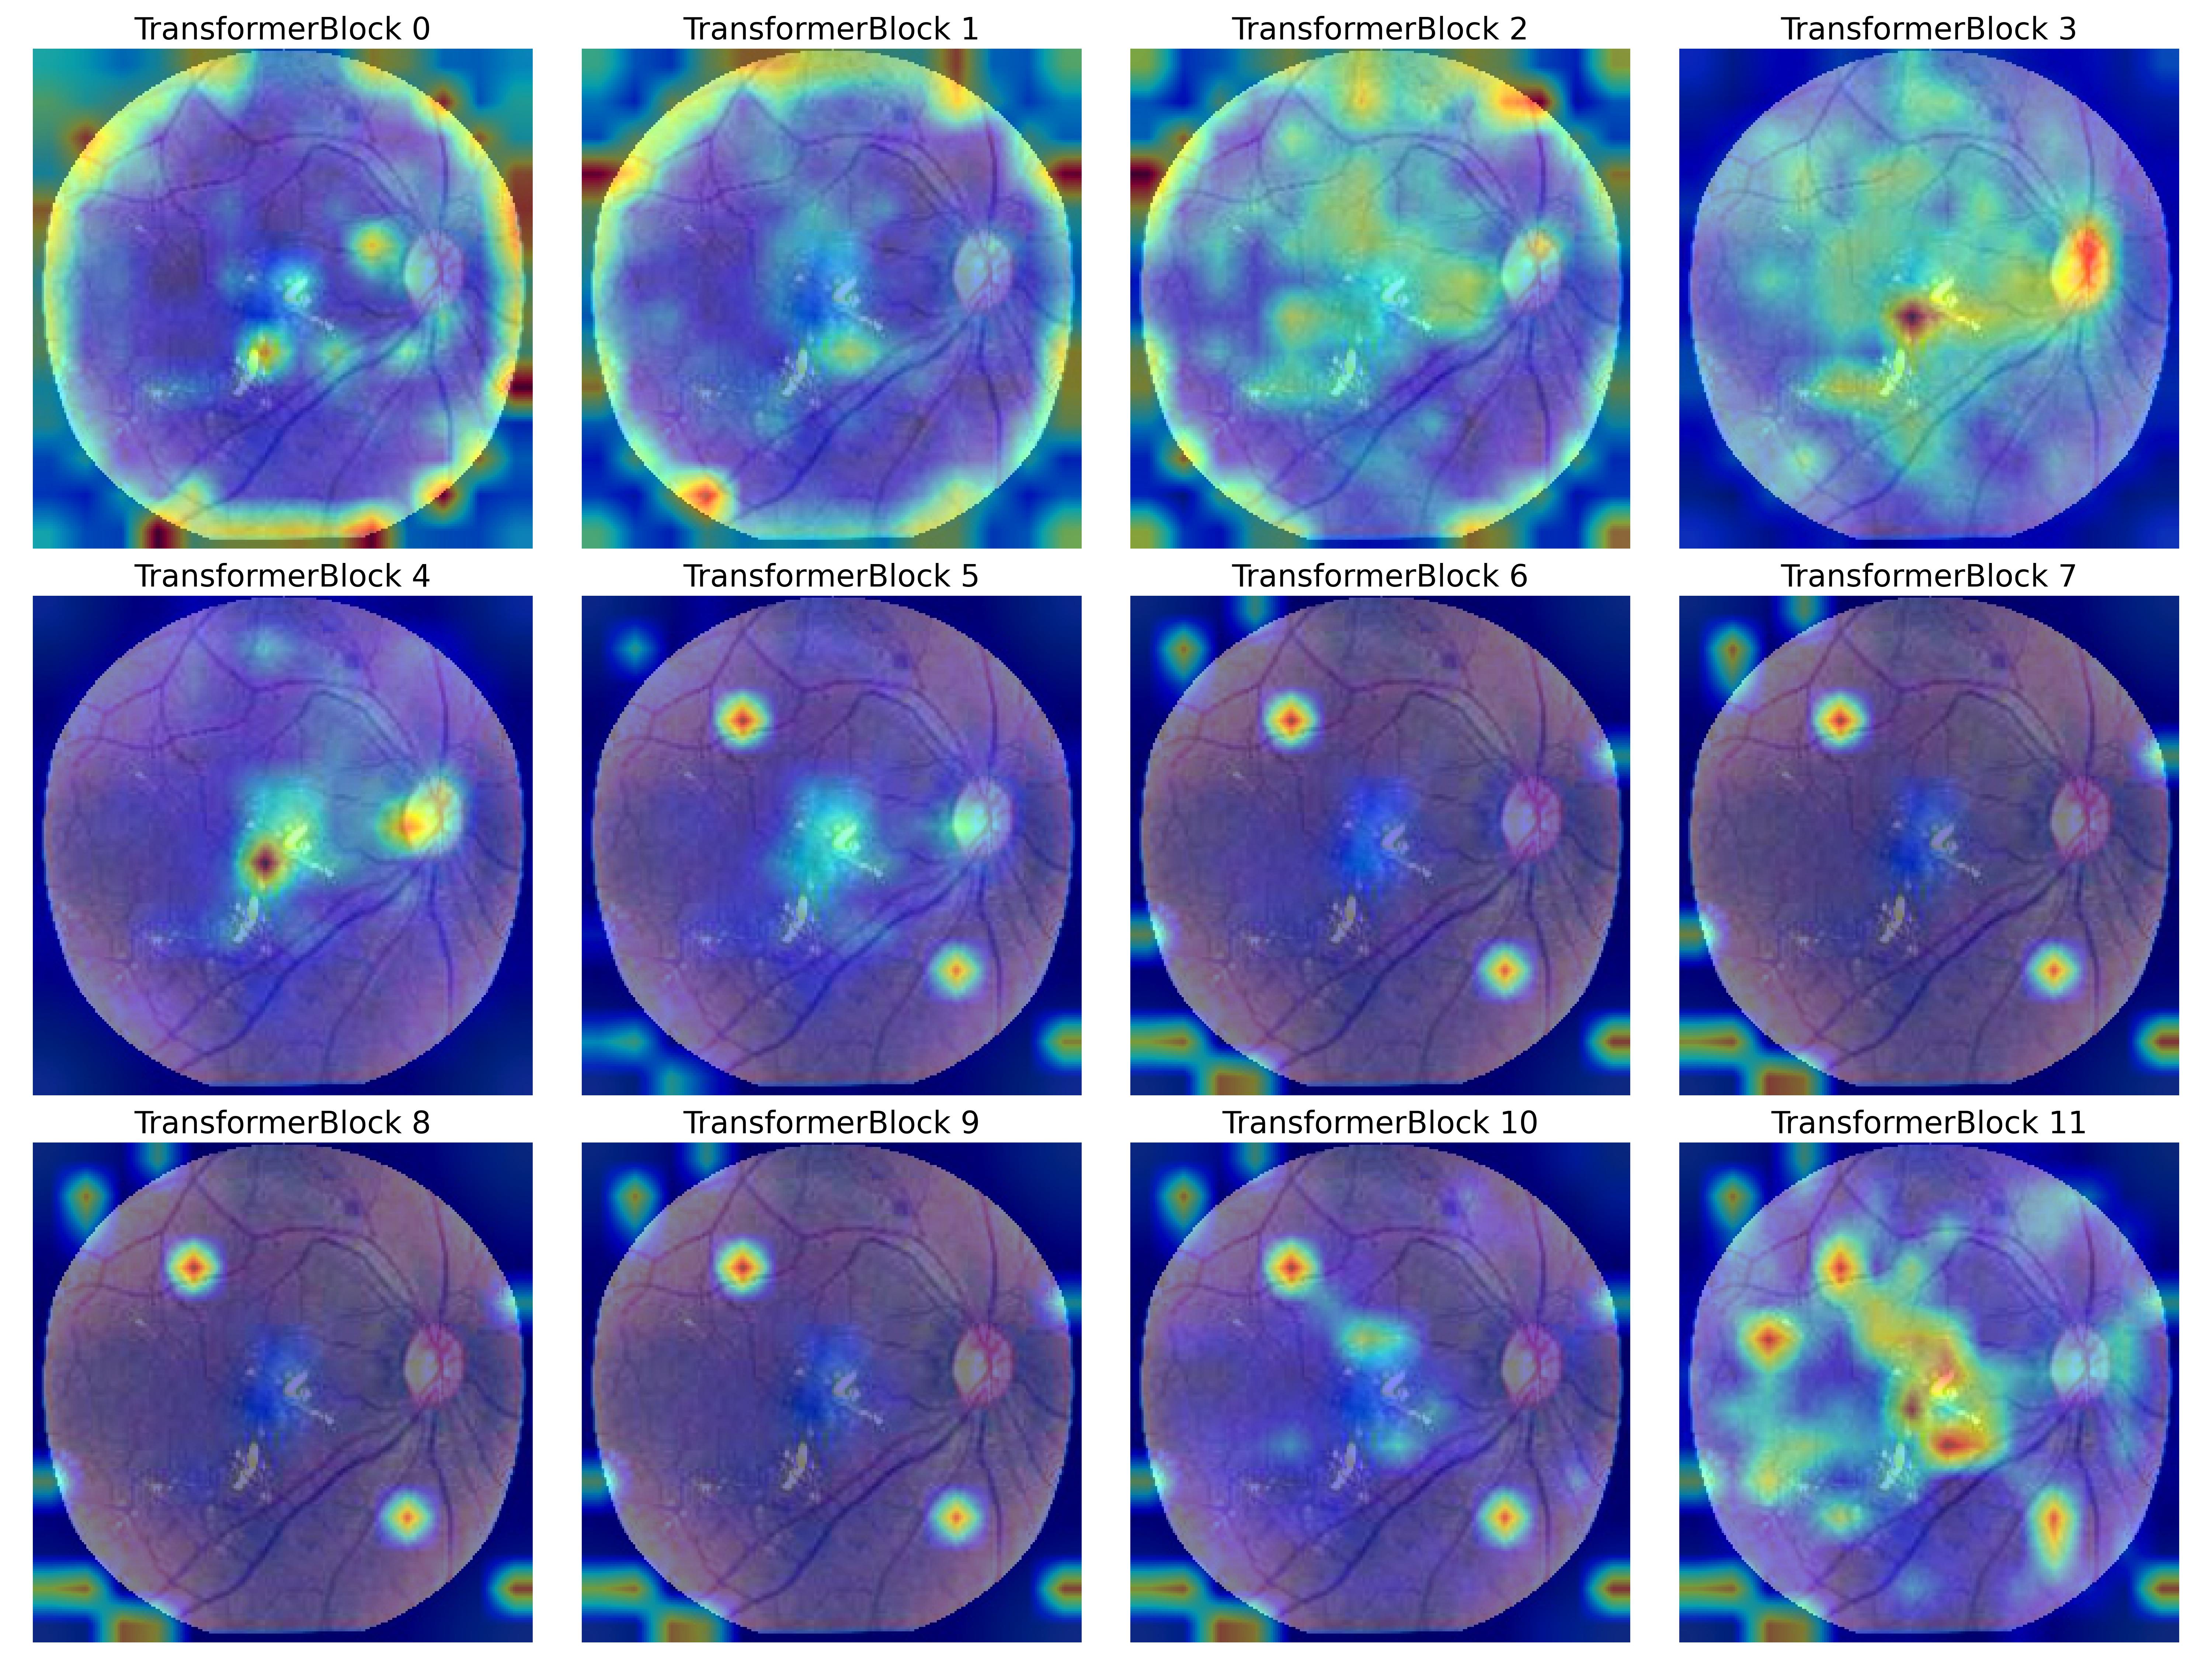 TransformerBlock 0
TransformerBlock 1
TransformerBlock 2
TransformerBlock 3
TransformerBlock 4
TransformerBlock 5
TransformerBlock 6
TransformerBlock 7
TransformerBlock 8
TransformerBlock 9
TransformerBlock 10
TransformerBlock 11